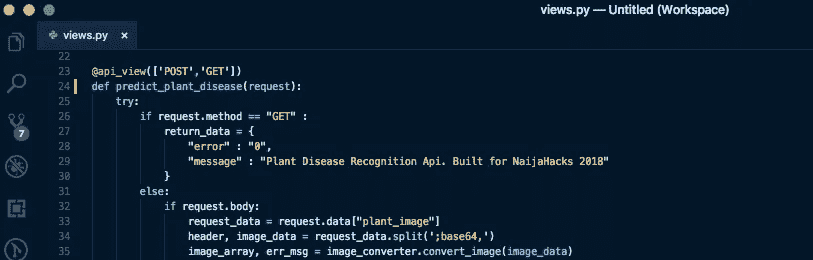 views.py — Untitled (Workspace)
views.py ×
22
23 @api_view(['POST','GET'])
24 def predict_plant_disease(request):
25     try:
26         if request.method == "GET" :
27             return_data = {
28                 "error" : "0",
29                 "message" : "Plant Disease Recognition Api. Built for NaijaHacks 2018"
30             }
31         else:
32             if request.body:
33                 request_data = request.data["plant_image"]
34                 header, image_data = request_data.split(';base64,')
35                 image_array, err_msg = image_converter.convert_image(image_data)
7